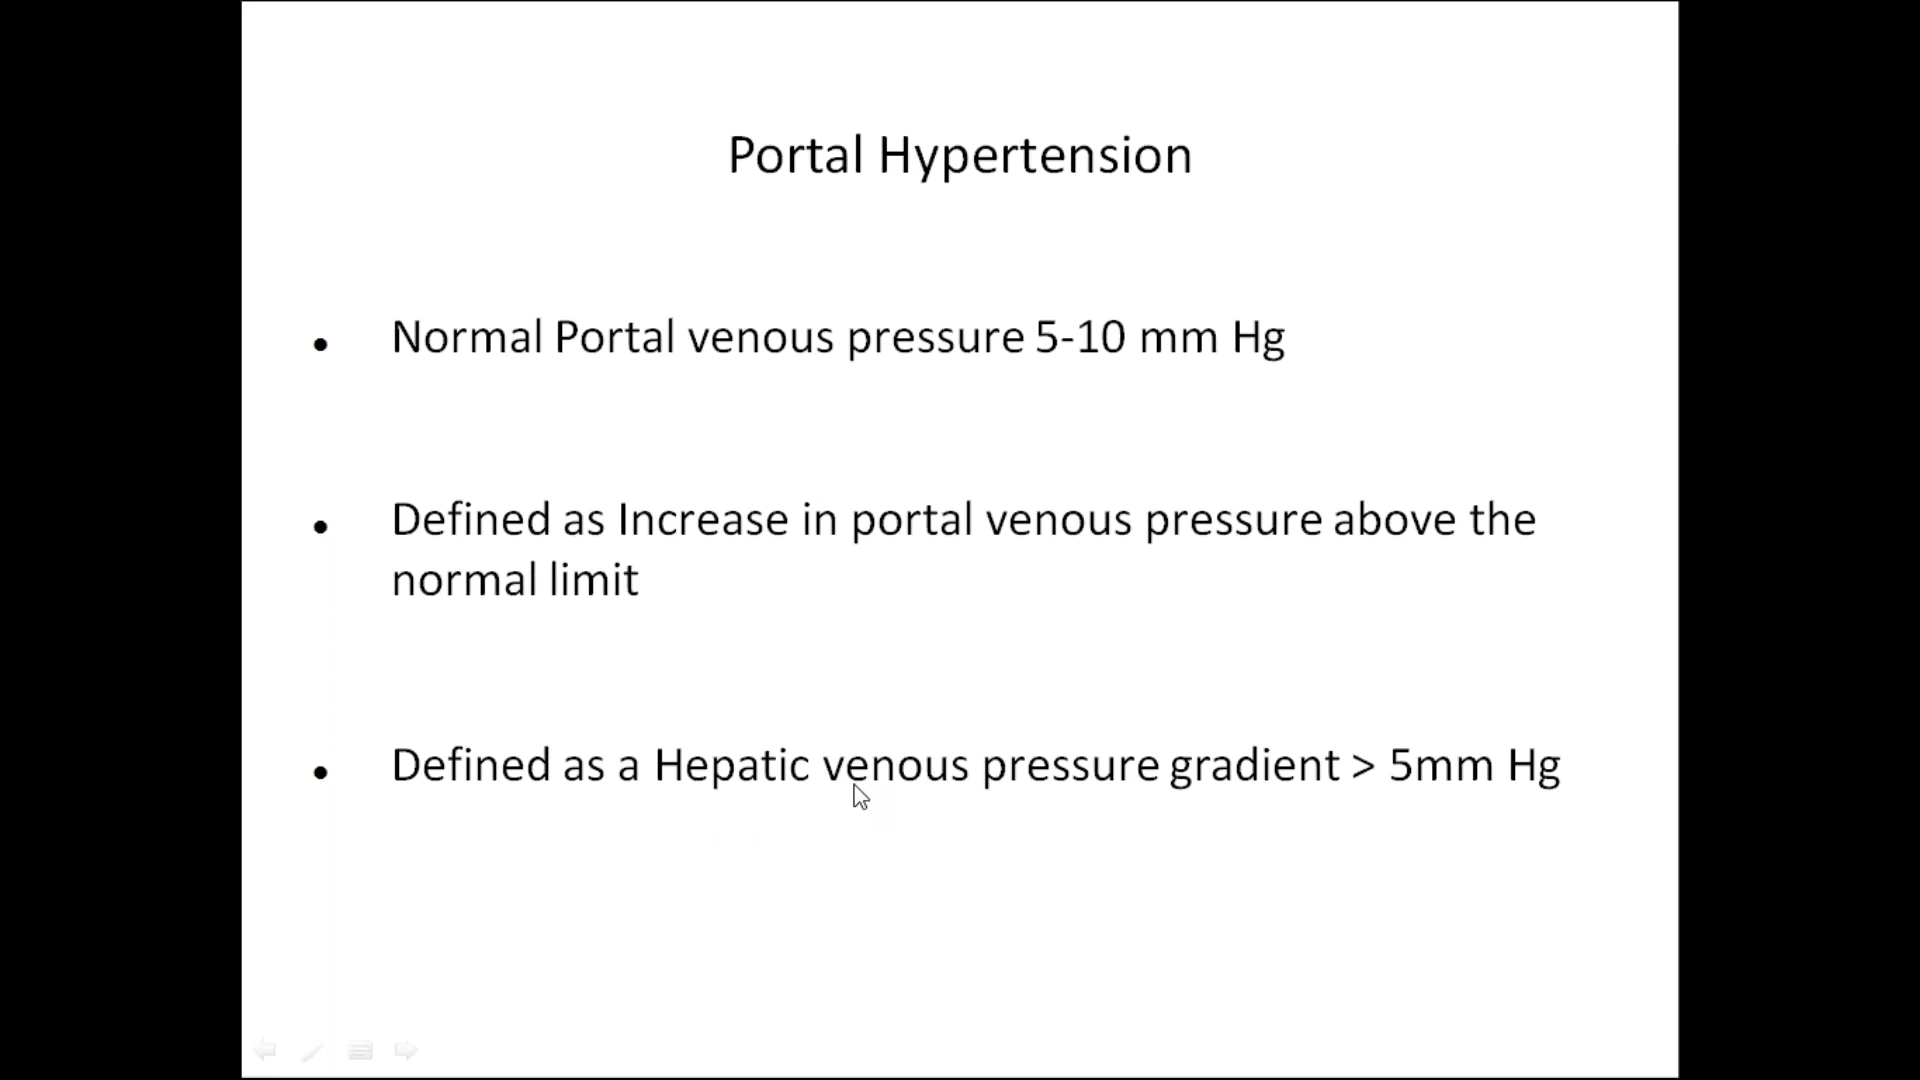 Portal Hypertension
• Normal Portal venous pressure 5-10 mm Hg
• Defined as Increase in portal venous pressure above the
normal limit
• Defined as a Hepatic venous pressure gradient > 5mm Hg